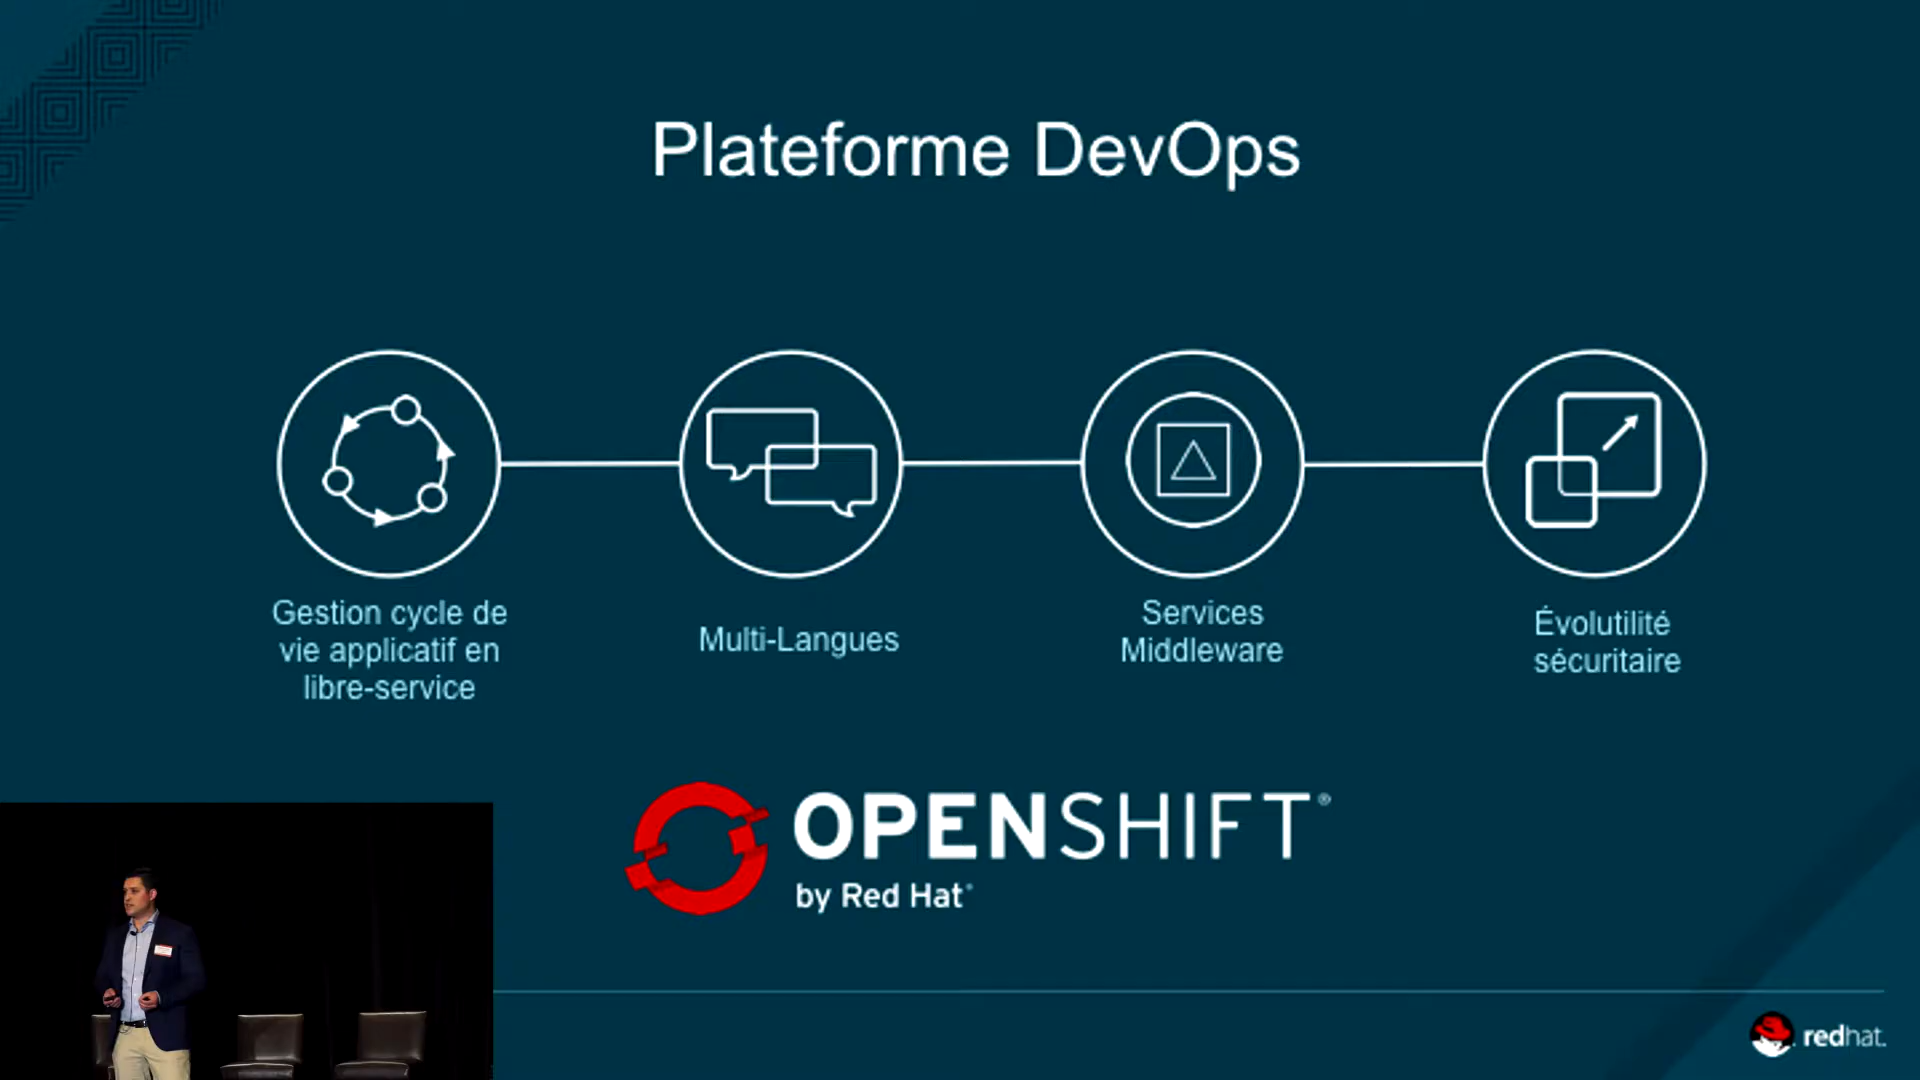 Plateforme DevOps
Gestion cycle de
vie applicatif en
libre-service
Multi-Langues
Services
Middleware
Évolutilité
sécuritaire
OPENSHIFT®
by Red Hat®
redhat.